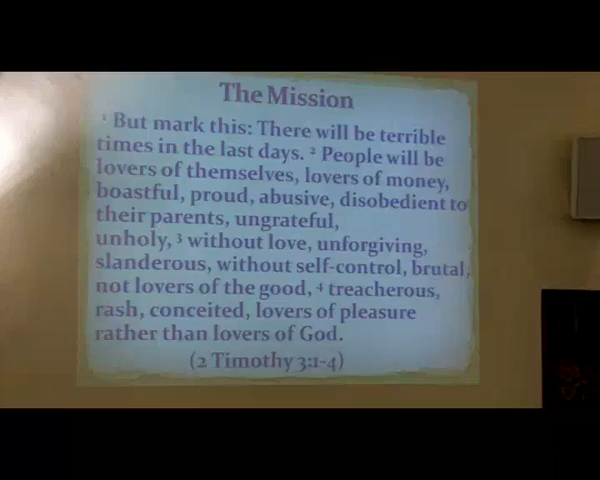 The Mission
¹ But mark this: There will be terrible
times in the last days. ² People will be
lovers of themselves, lovers of money,
boastful, proud, abusive, disobedient to
their parents, ungrateful,
unholy, ³ without love, unforgiving,
slanderous, without self-control, brutal,
not lovers of the good, ⁴ treacherous,
rash, conceited, lovers of pleasure
rather than lovers of God.
(2 Timothy 3:1-4)